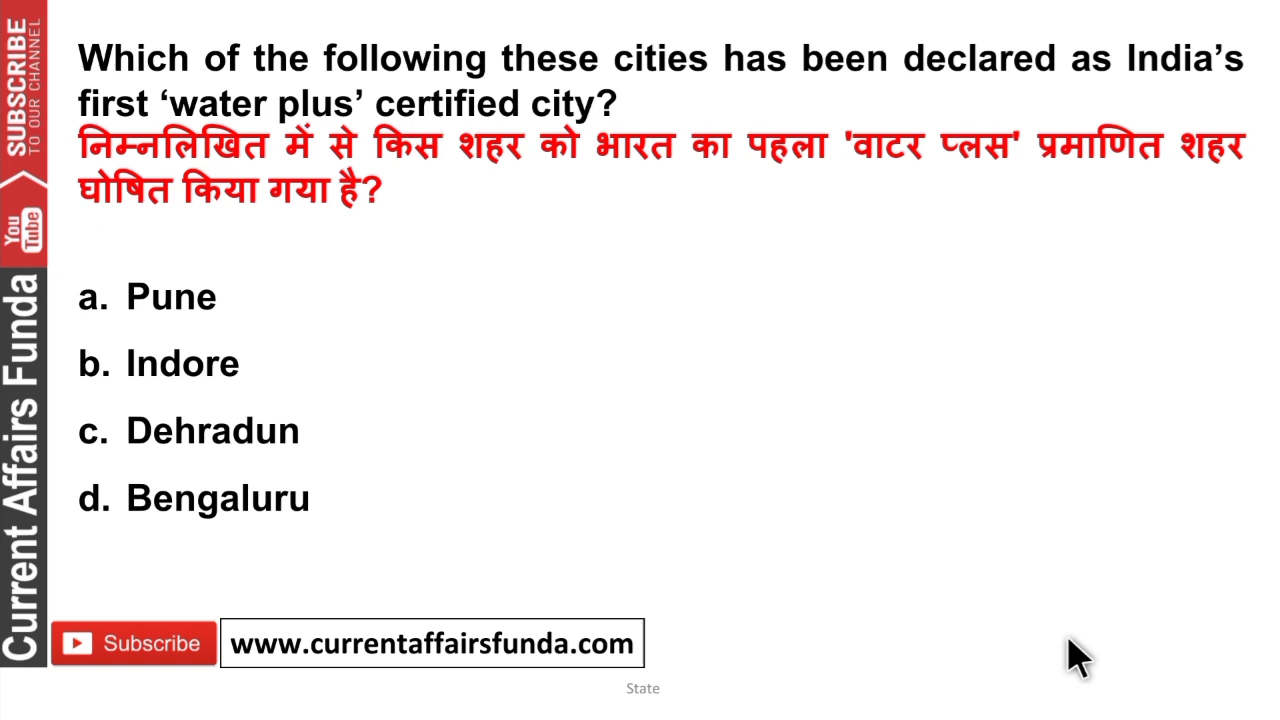 SUBSCRIBE
TO OUR CHANNEL
You
Tube
Current Affairs Funda
Which of the following these cities has been declared as India’s
first ‘water plus’ certified city?
निम्नलिखित में से किस शहर को भारत का पहला 'वाटर प्लस' प्रमाणित शहर
घोषित किया गया है?
a. Pune
b. Indore
c. Dehradun
d. Bengaluru
Subscribe
www.currentaffairsfunda.com
State